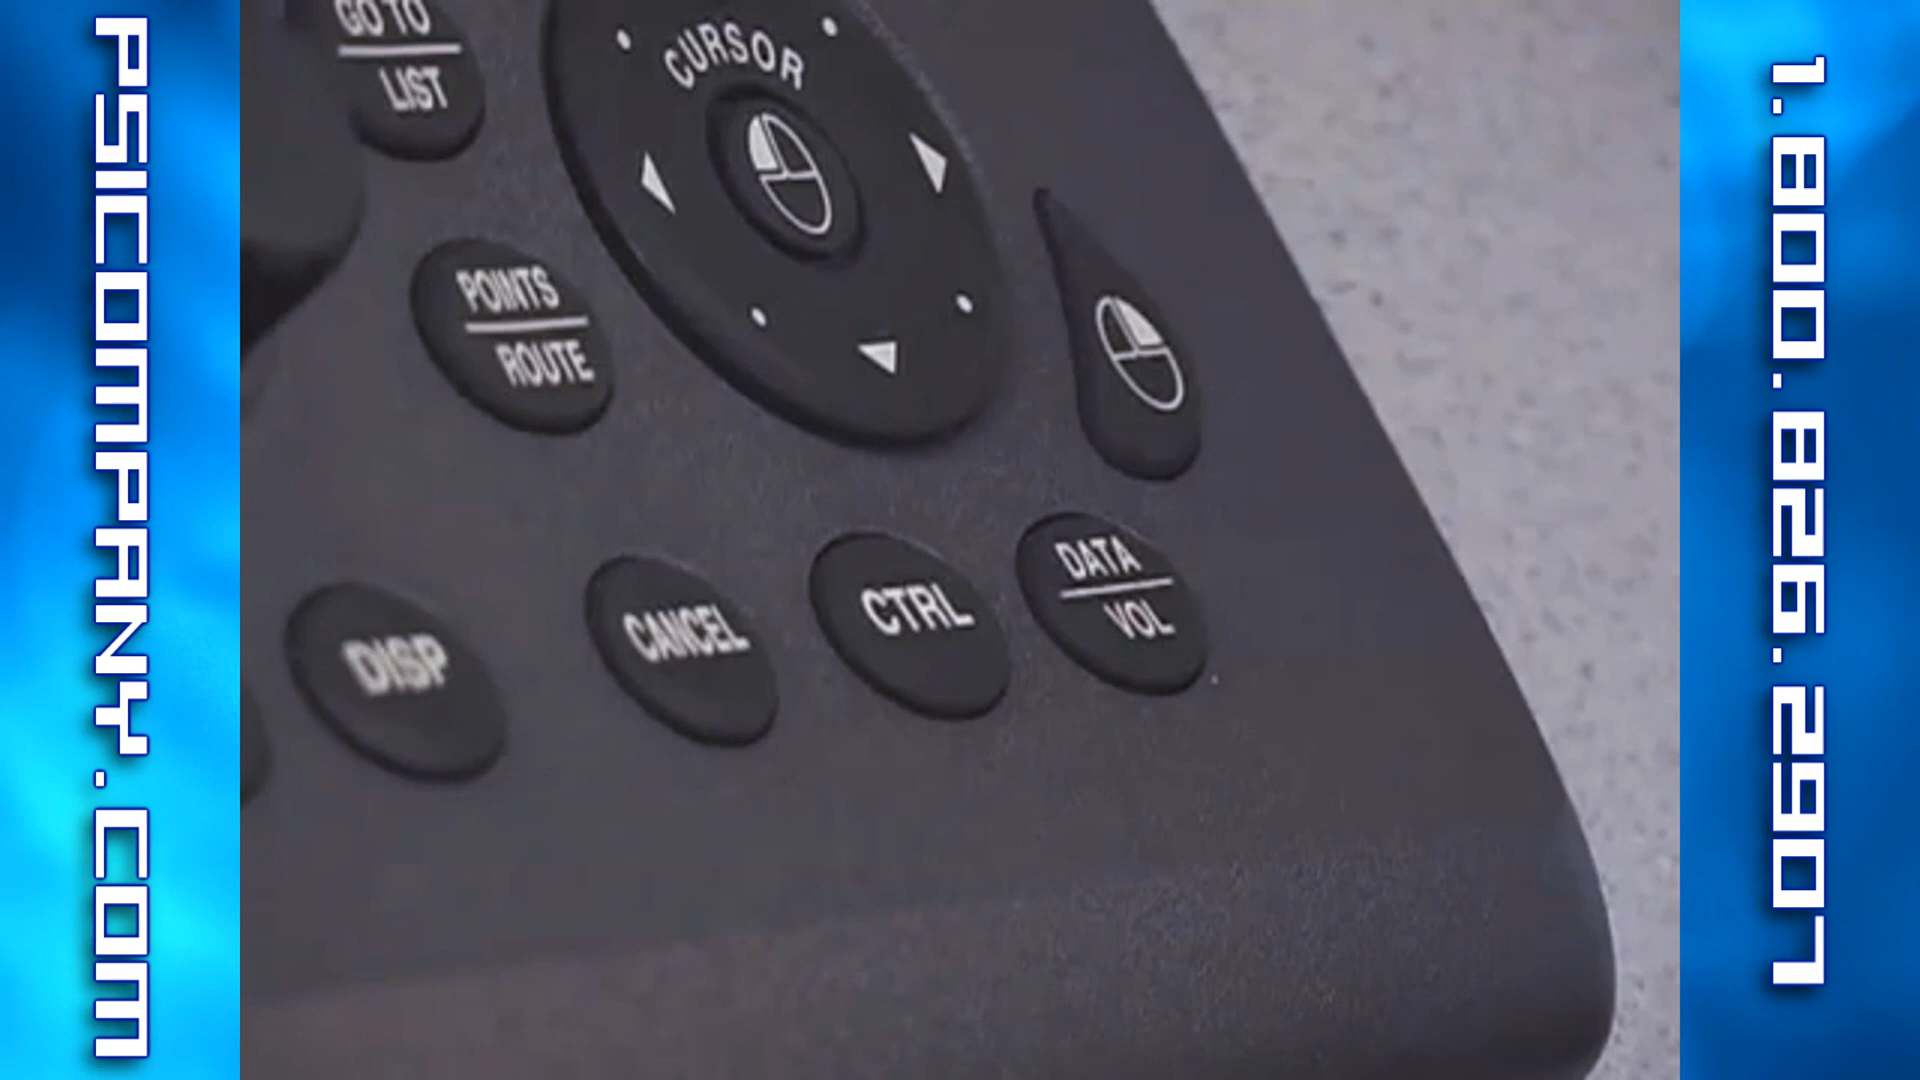 PSICOMPANY.COM
GO TO
LIST
CURSOR
POINTS
ROUTE
DISP
CANCEL
CTRL
DATA
VOL
1.800.826.2907